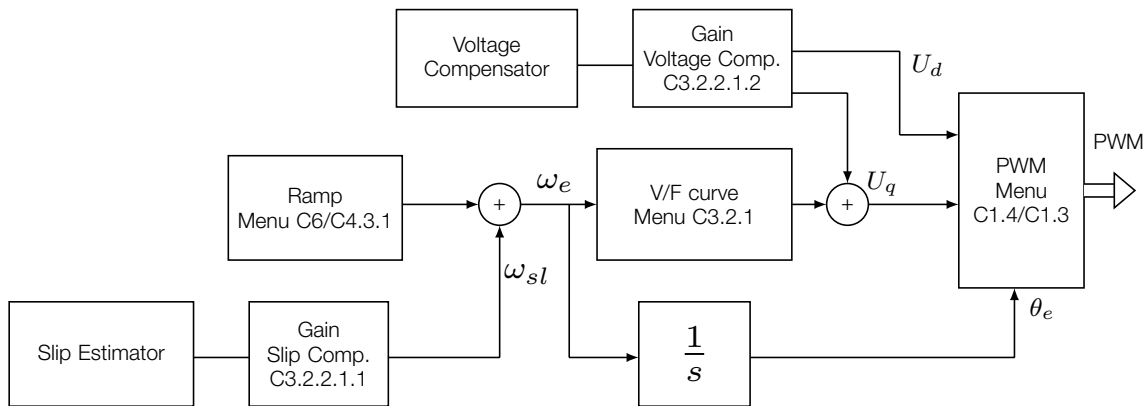 Voltage
Compensator
Gain
Voltage Comp.
C3.2.2.1.2
U_d
PWM
Ramp
Menu C6/C4.3.1
+
ω_e
V/F curve
Menu C3.2.1
+
U_q
PWM
Menu
C1.4/C1.3
ω_{sl}
θ_e
Slip Estimator
Gain
Slip Comp.
C3.2.2.1.1
1
s